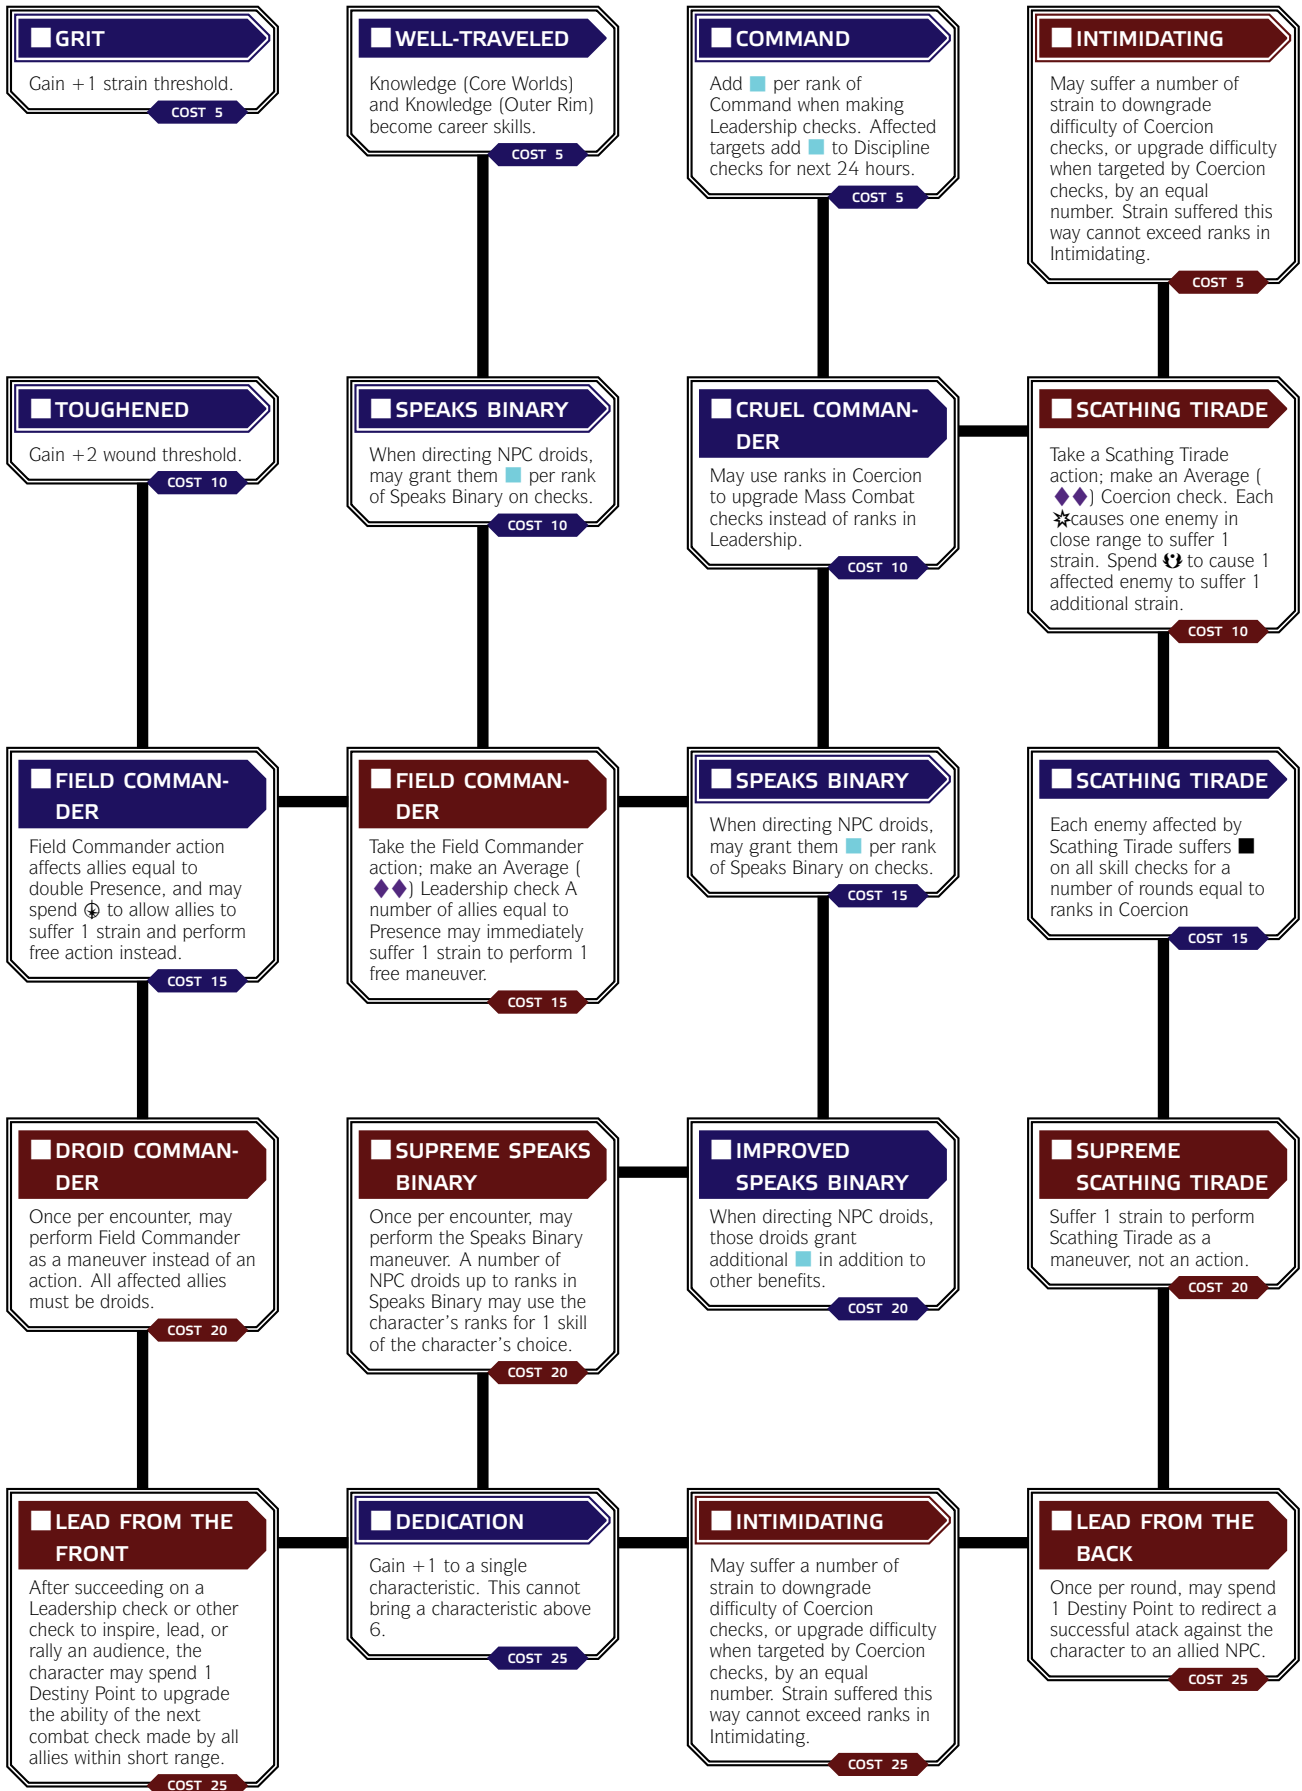 GRIT
Gain +1 strain threshold.
COST 5
WELL-TRAVELED
Knowledge (Core Worlds)
and Knowledge (Outer Rim)
become career skills.
COST 5
COMMAND
Add per rank of
Command when making
Leadership checks. Affected
targets add to Discipline
checks for next 24 hours.
COST 5
INTIMIDATING
May suffer a number of
strain to downgrade
difficulty of Coercion
checks, or upgrade difficulty
when targeted by Coercion
checks, by an equal
number. Strain suffered this
way cannot exceed ranks in
Intimidating.
COST 5
TOUGHENED
Gain +2 wound threshold.
COST 10
SPEAKS BINARY
When directing NPC droids,
may grant them per rank
of Speaks Binary on checks.
COST 10
CRUEL COMMAN-
DER
May use ranks in Coercion
to upgrade Mass Combat
checks instead of ranks in
Leadership.
COST 10
SCATHING TIRADE
Take a Scathing Tirade
action; make an Average (
) Coercion check. Each
causes one enemy in
close range to suffer 1
strain. Spend to cause 1
affected enemy to suffer 1
additional strain.
COST 10
FIELD COMMAN-
DER
Field Commander action
affects allies equal to
double Presence, and may
spend to allow allies to
suffer 1 strain and perform
free action instead.
COST 15
FIELD COMMAN-
DER
Take the Field Commander
action; make an Average (
) Leadership check A
number of allies equal to
Presence may immediately
suffer 1 strain to perform 1
free maneuver.
COST 15
SPEAKS BINARY
When directing NPC droids,
may grant them per rank
of Speaks Binary on checks.
COST 15
SCATHING TIRADE
Each enemy affected by
Scathing Tirade suffers
on all skill checks for a
number of rounds equal to
ranks in Coercion
COST 15
DROID COMMAN-
DER
Once per encounter, may
perform Field Commander
as a maneuver instead of an
action. All affected allies
must be droids.
COST 20
SUPREME SPEAKS
BINARY
Once per encounter, may
perform the Speaks Binary
maneuver. A number of
NPC droids up to ranks in
Speaks Binary may use the
character's ranks for 1 skill
of the character's choice.
COST 20
IMPROVED
SPEAKS BINARY
When directing NPC droids,
those droids grant
additional in addition to
other benefits.
COST 20
SUPREME
SCATHING TIRADE
Suffer 1 strain to perform
Scathing Tirade as a
maneuver, not an action.
COST 20
LEAD FROM THE
FRONT
After succeeding on a
Leadership check or other
check to inspire, lead, or
rally an audience, the
character may spend 1
Destiny Point to upgrade
the ability of the next
combat check made by all
allies within short range.
COST 25
DEDICATION
Gain +1 to a single
characteristic. This cannot
bring a characteristic above
6.
COST 25
INTIMIDATING
May suffer a number of
strain to downgrade
difficulty of Coercion
checks, or upgrade difficulty
when targeted by Coercion
checks, by an equal
number. Strain suffered this
way cannot exceed ranks in
Intimidating.
COST 25
LEAD FROM THE
BACK
Once per round, may spend
1 Destiny Point to redirect a
successful atack against the
character to an allied NPC.
COST 25